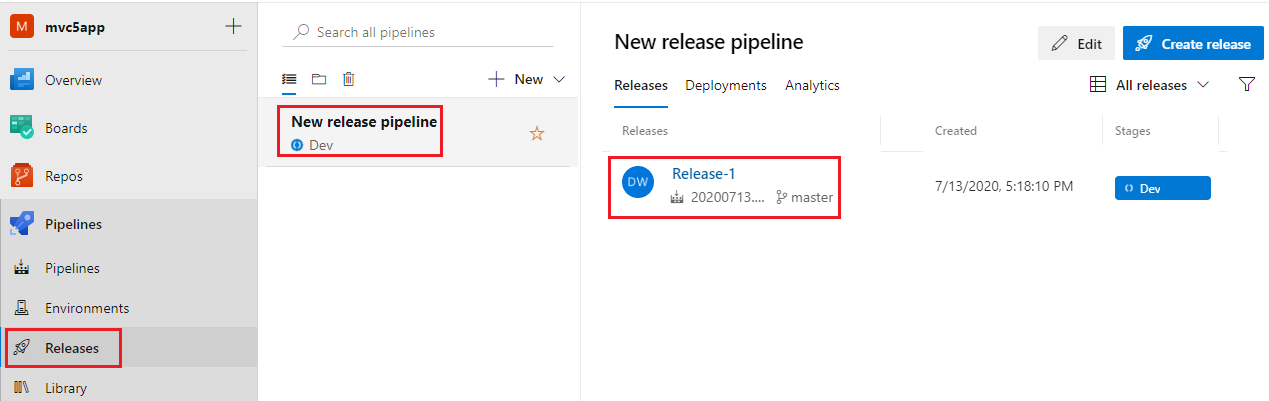 M mvc5app
Overview
Boards
Repos
Pipelines
Pipelines
Environments
Releases
Library
Search all pipelines
New
New release pipeline
Dev
New release pipeline
Edit
Create release
Releases Deployments Analytics
All releases
Releases Created Stages
DW Release-1
20200713.... master
7/13/2020, 5:18:10 PM
Dev